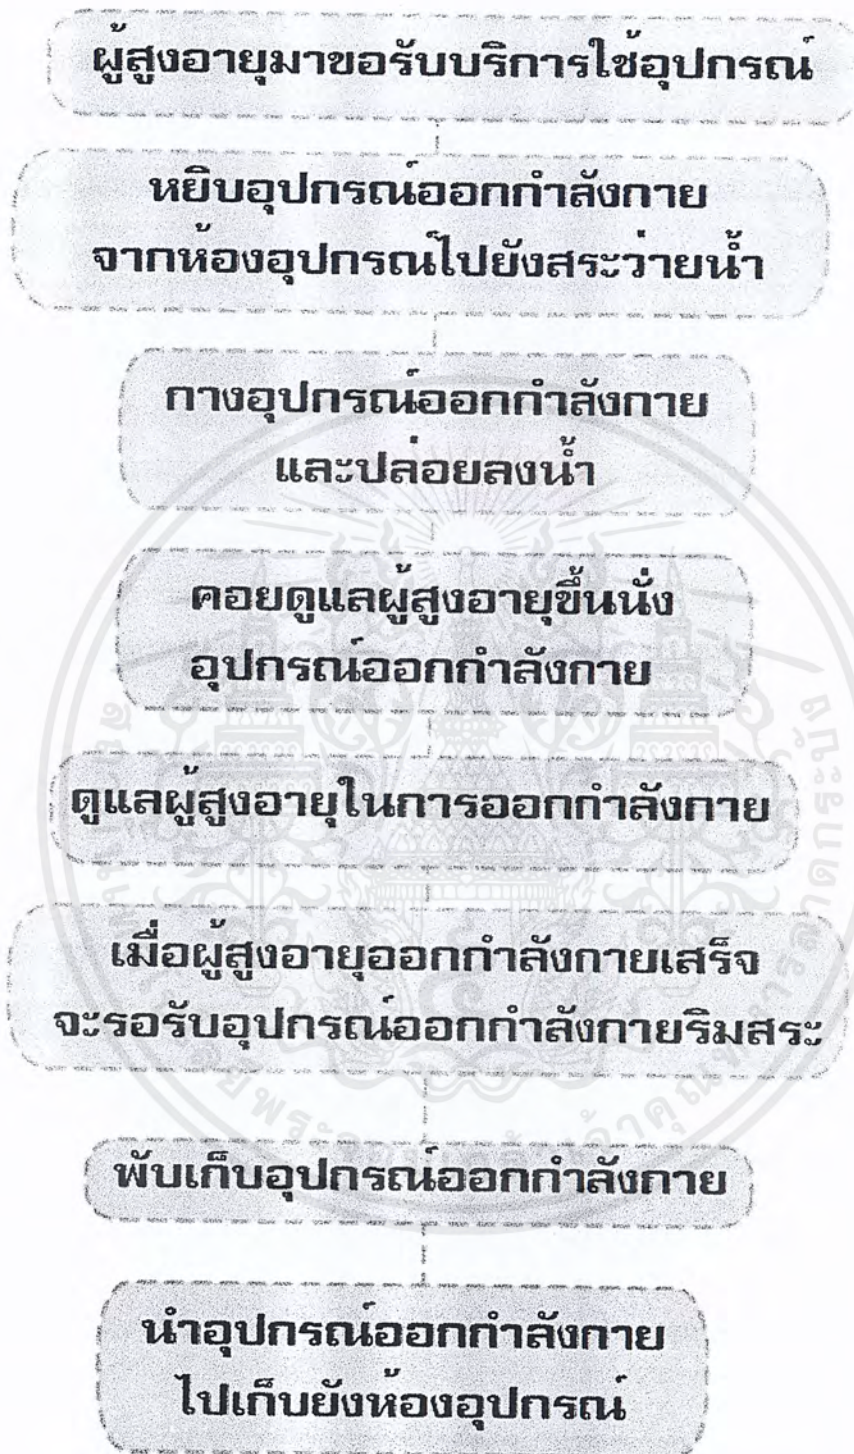 ผู้สูงอายุมาขอรับบริการใช้อุปกรณ์
หยิบอุปกรณ์ออกกำลังกาย
จากห้องอุปกรณ์ไปยังสระว่ายน้ำ
กางอุปกรณ์ออกกำลังกาย
และปล่อยลงน้ำ
คอยดูแลผู้สูงอายุขึ้นนั่ง
อุปกรณ์ออกกำลังกาย
ดูแลผู้สูงอายุในการออกกำลังกาย
เมื่อผู้สูงอายุออกกำลังกายเสร็จ
จะรอรับอุปกรณ์ออกกำลังกายริมสระ
พับเก็บอุปกรณ์ออกกำลังกาย
นำอุปกรณ์ออกกำลังกาย
ไปเก็บยังห้องอุปกรณ์